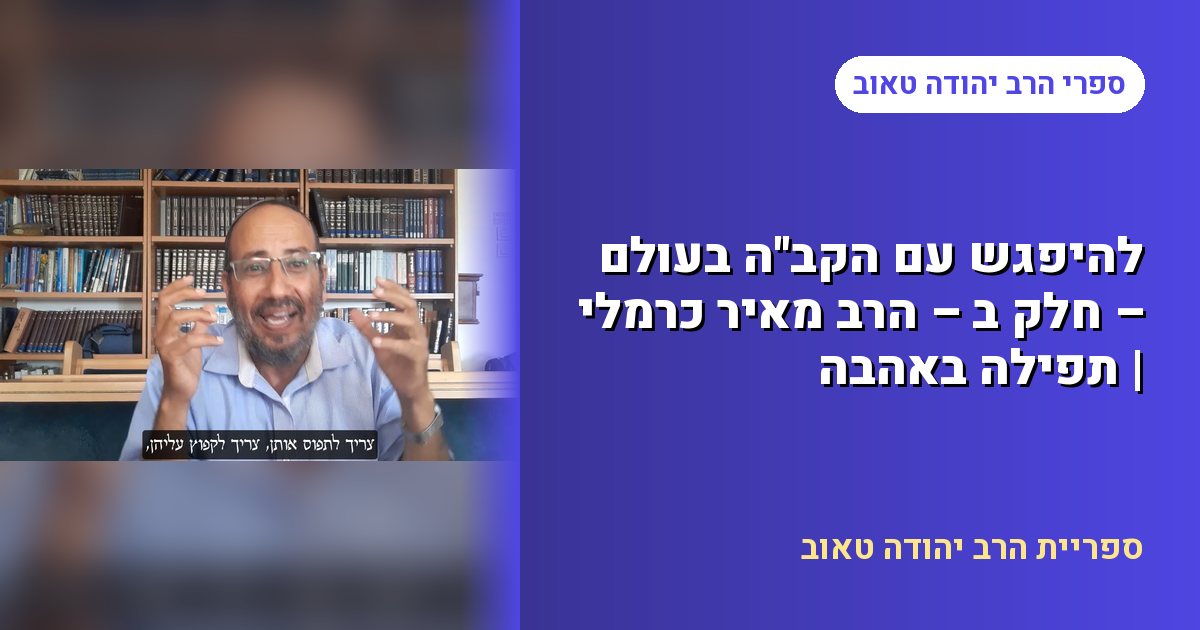 ספרי הרב יהודה טאוב
להיפגש עם הקב"ה בעולם
– חלק ב – הרב מאיר כרמלי
| תפילה באהבה
צריך לתפוס אותן, צריך לקפוץ עליהן,
ספריית הרב יהודה טאוב